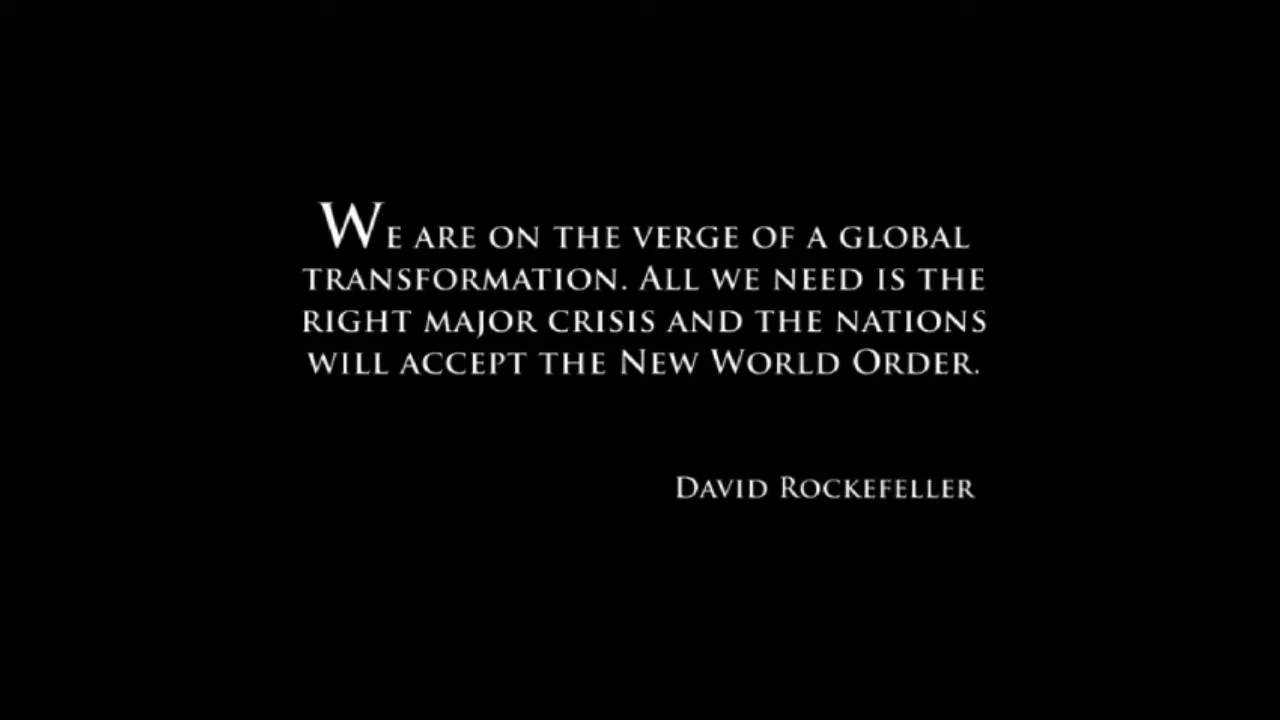 We are on the verge of a global
transformation. All we need is the
right major crisis and the nations
will accept the New World Order.
David Rockefeller